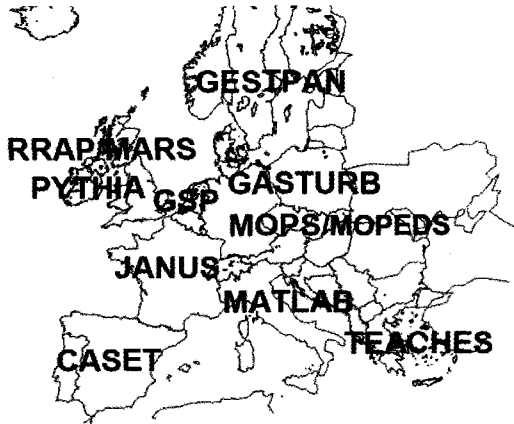 GESTPAN
RRAP/MARS
PYTHIA
GSP
GASTURB
MOPS/MOPEDS
JANUS
MATLAB
TEACHES
CASET